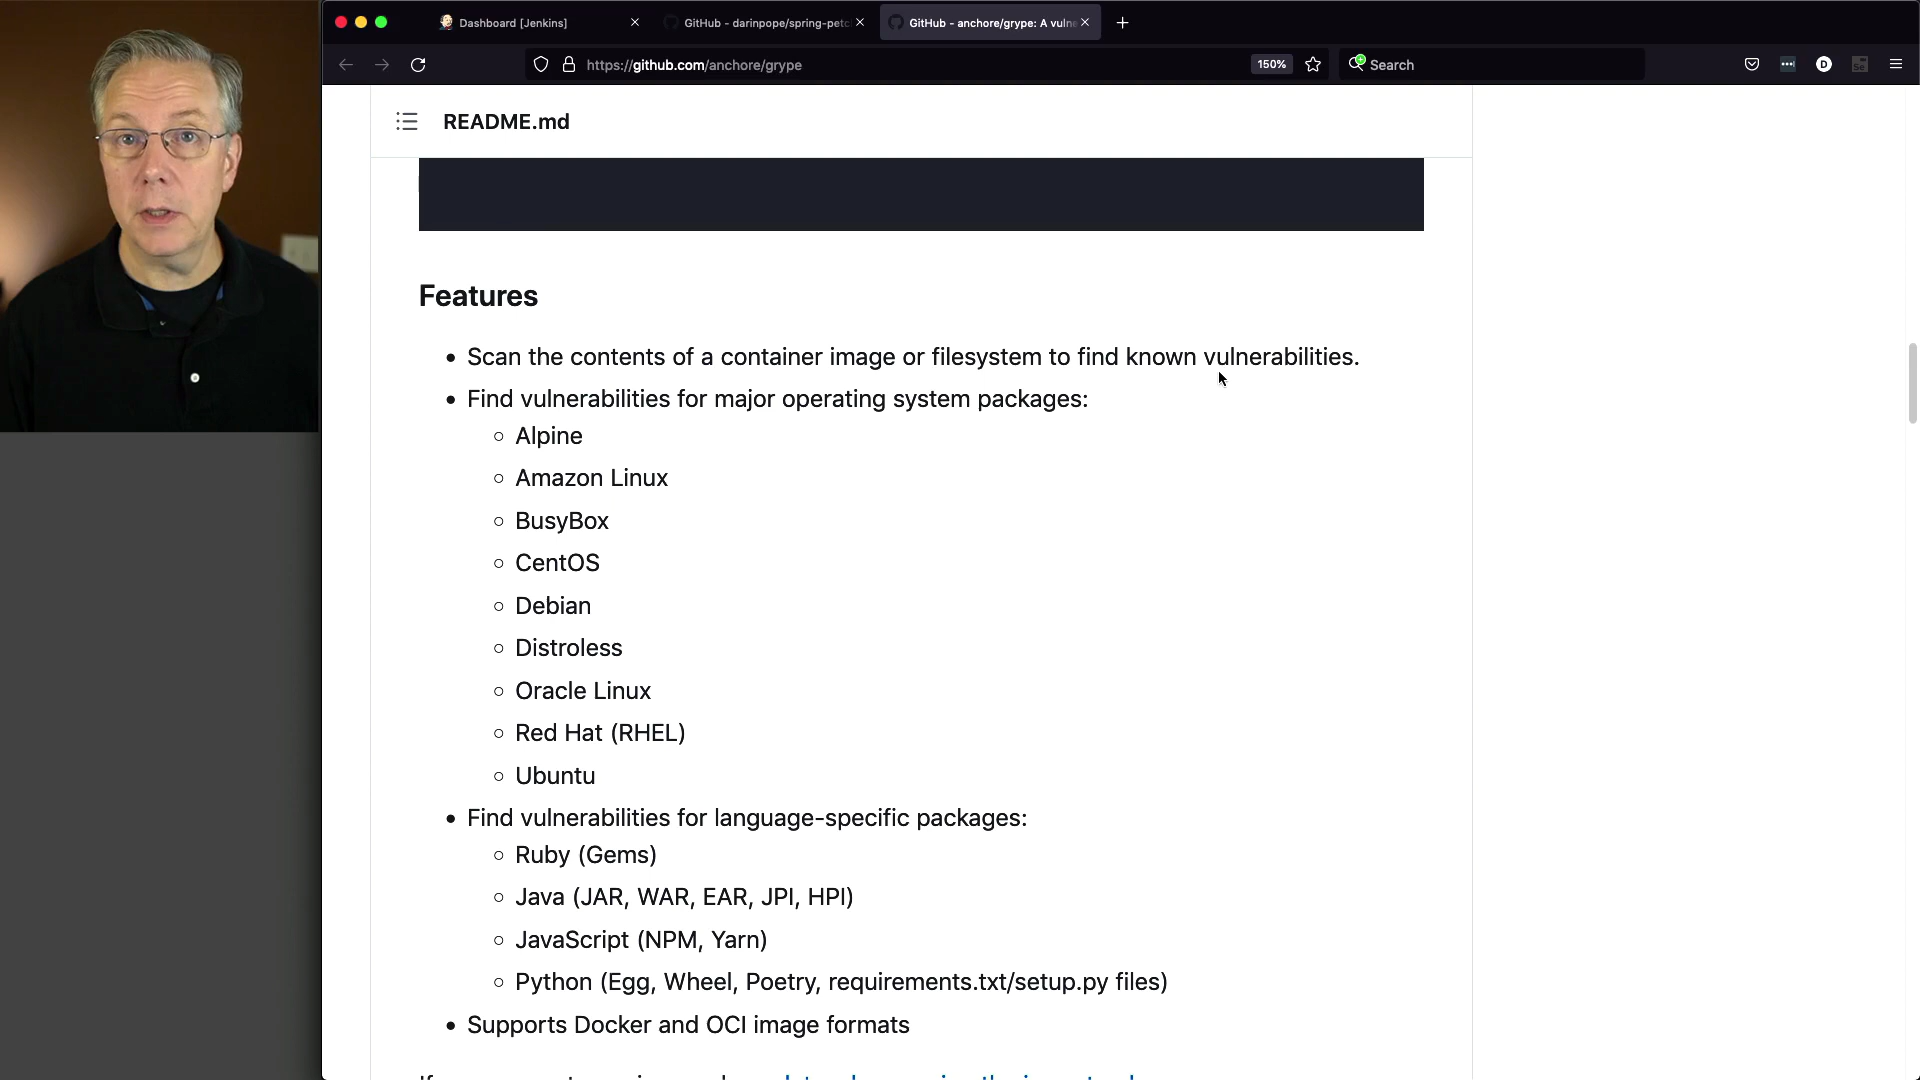 Dashboard [Jenkins]
GitHub - darinpope/spring-petc
GitHub - anchore/grype: A vulne
https://github.com/anchore/grype
150%
Search
D
README.md
Features
Scan the contents of a container image or filesystem to find known vulnerabilities.
Find vulnerabilities for major operating system packages:
Alpine
Amazon Linux
BusyBox
CentOS
Debian
Distroless
Oracle Linux
Red Hat (RHEL)
Ubuntu
Find vulnerabilities for language-specific packages:
Ruby (Gems)
Java (JAR, WAR, EAR, JPI, HPI)
JavaScript (NPM, Yarn)
Python (Egg, Wheel, Poetry, requirements.txt/setup.py files)
Supports Docker and OCI image formats